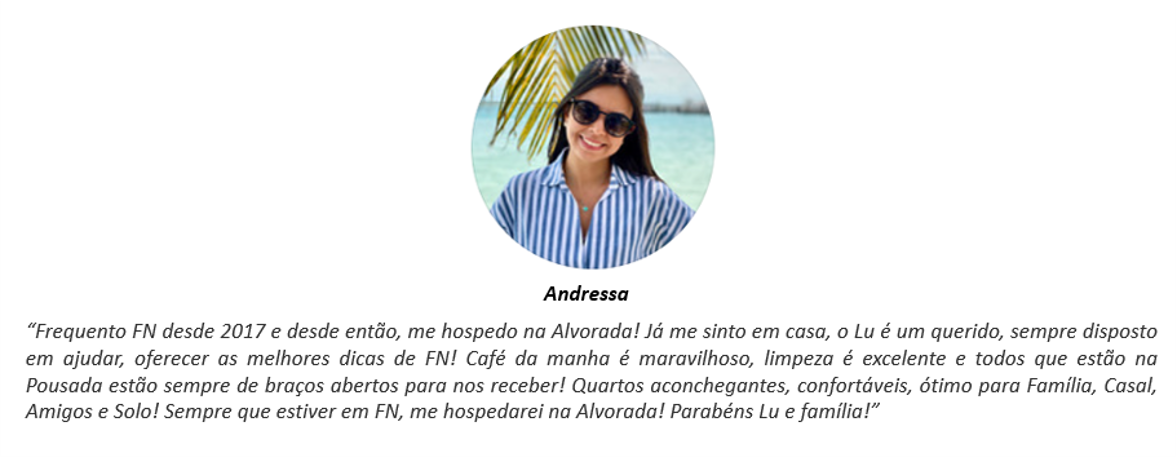 Andressa
“Frequento FN desde 2017 e desde então, me hospedo na Alvorada! Já me sinto em casa, o Lu é um querido, sempre disposto
em ajudar, oferecer as melhores dicas de FN! Café da manha é maravilhoso, limpeza é excelente e todos que estão na
Pousada estão sempre de braços abertos para nos receber! Quartos aconchegantes, confortáveis, ótimo para Família, Casal,
Amigos e Solo! Sempre que estiver em FN, me hospedarei na Alvorada! Parabéns Lu e família!”